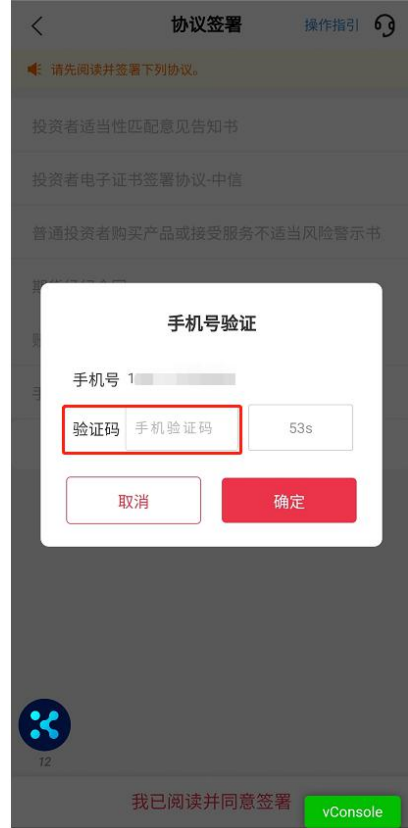 协议签署 操作指引
请先阅读并签署下列协议。
投资者适当性匹配意见告知书
投资者电子证书签署协议-中信
普通投资者购买产品或接受服务不适当风险警示书
手机号验证
手机号 1
验证码 手机验证码 53s
取消 确定
12
我已阅读并同意签署
vConsole